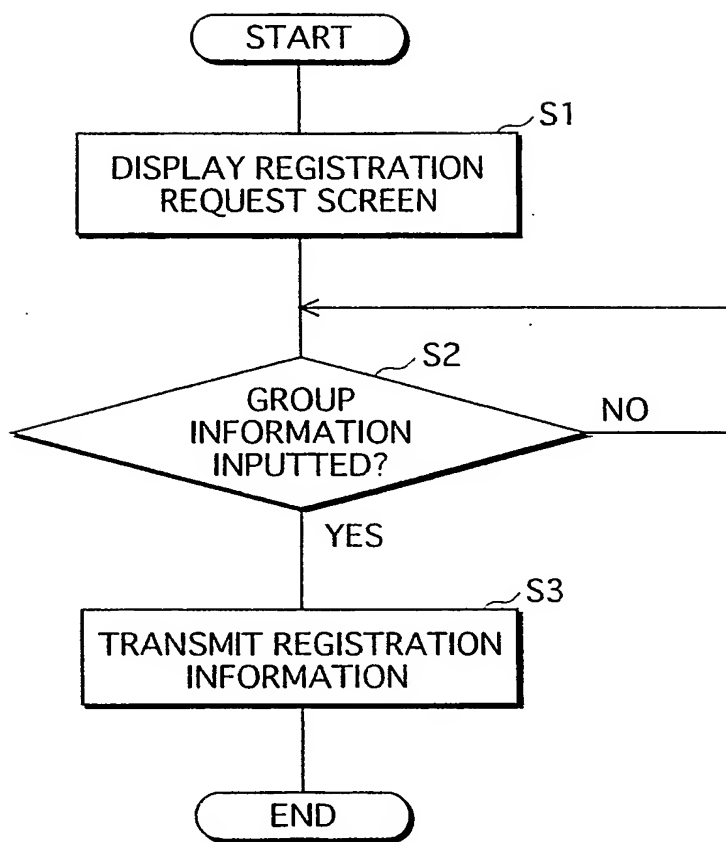 START
S1
DISPLAY REGISTRATION
REQUEST SCREEN
S2
GROUP
INFORMATION
INPUTTED?
NO
YES
S3
TRANSMIT REGISTRATION
INFORMATION
END